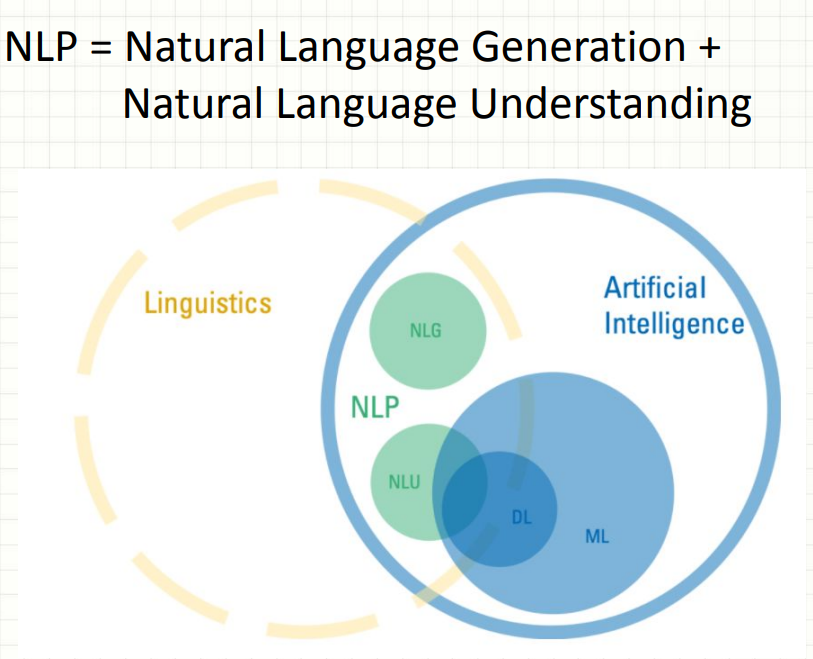 NLP = Natural Language Generation +
Natural Language Understanding
Linguistics
Artificial
Intelligence
NLG
NLP
NLU
DL
ML